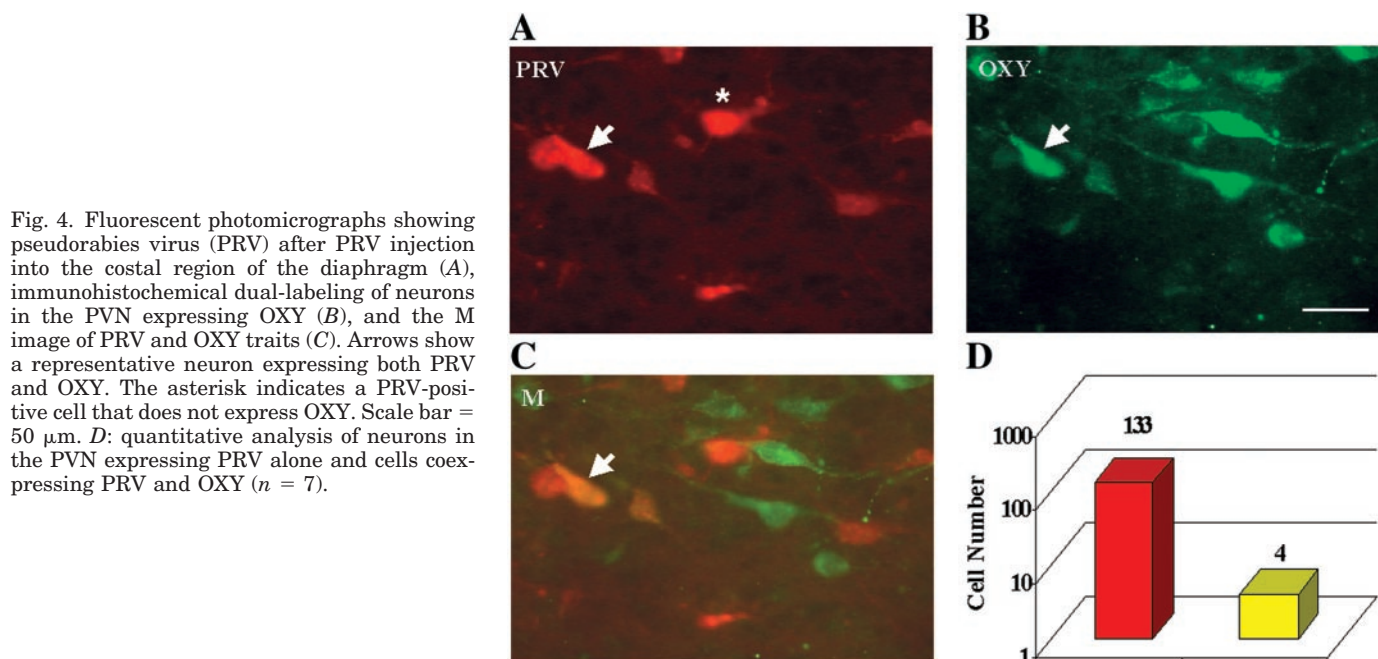 Fig. 4. Fluorescent photomicrographs showing
pseudorabies virus (PRV) after PRV injection
into the costal region of the diaphragm (A),
immunohistochemical dual-labeling of neurons
in the PVN expressing OXY (B), and the M
image of PRV and OXY traits (C). Arrows show
a representative neuron expressing both PRV
and OXY. The asterisk indicates a PRV-posi-
tive cell that does not express OXY. Scale bar =
50 μm. D: quantitative analysis of neurons in
the PVN expressing PRV alone and cells coex-
pressing PRV and OXY (n = 7).
A
PRV
*
B
OXY
C
M
D
Cell Number
1000
100
10
1
133
4